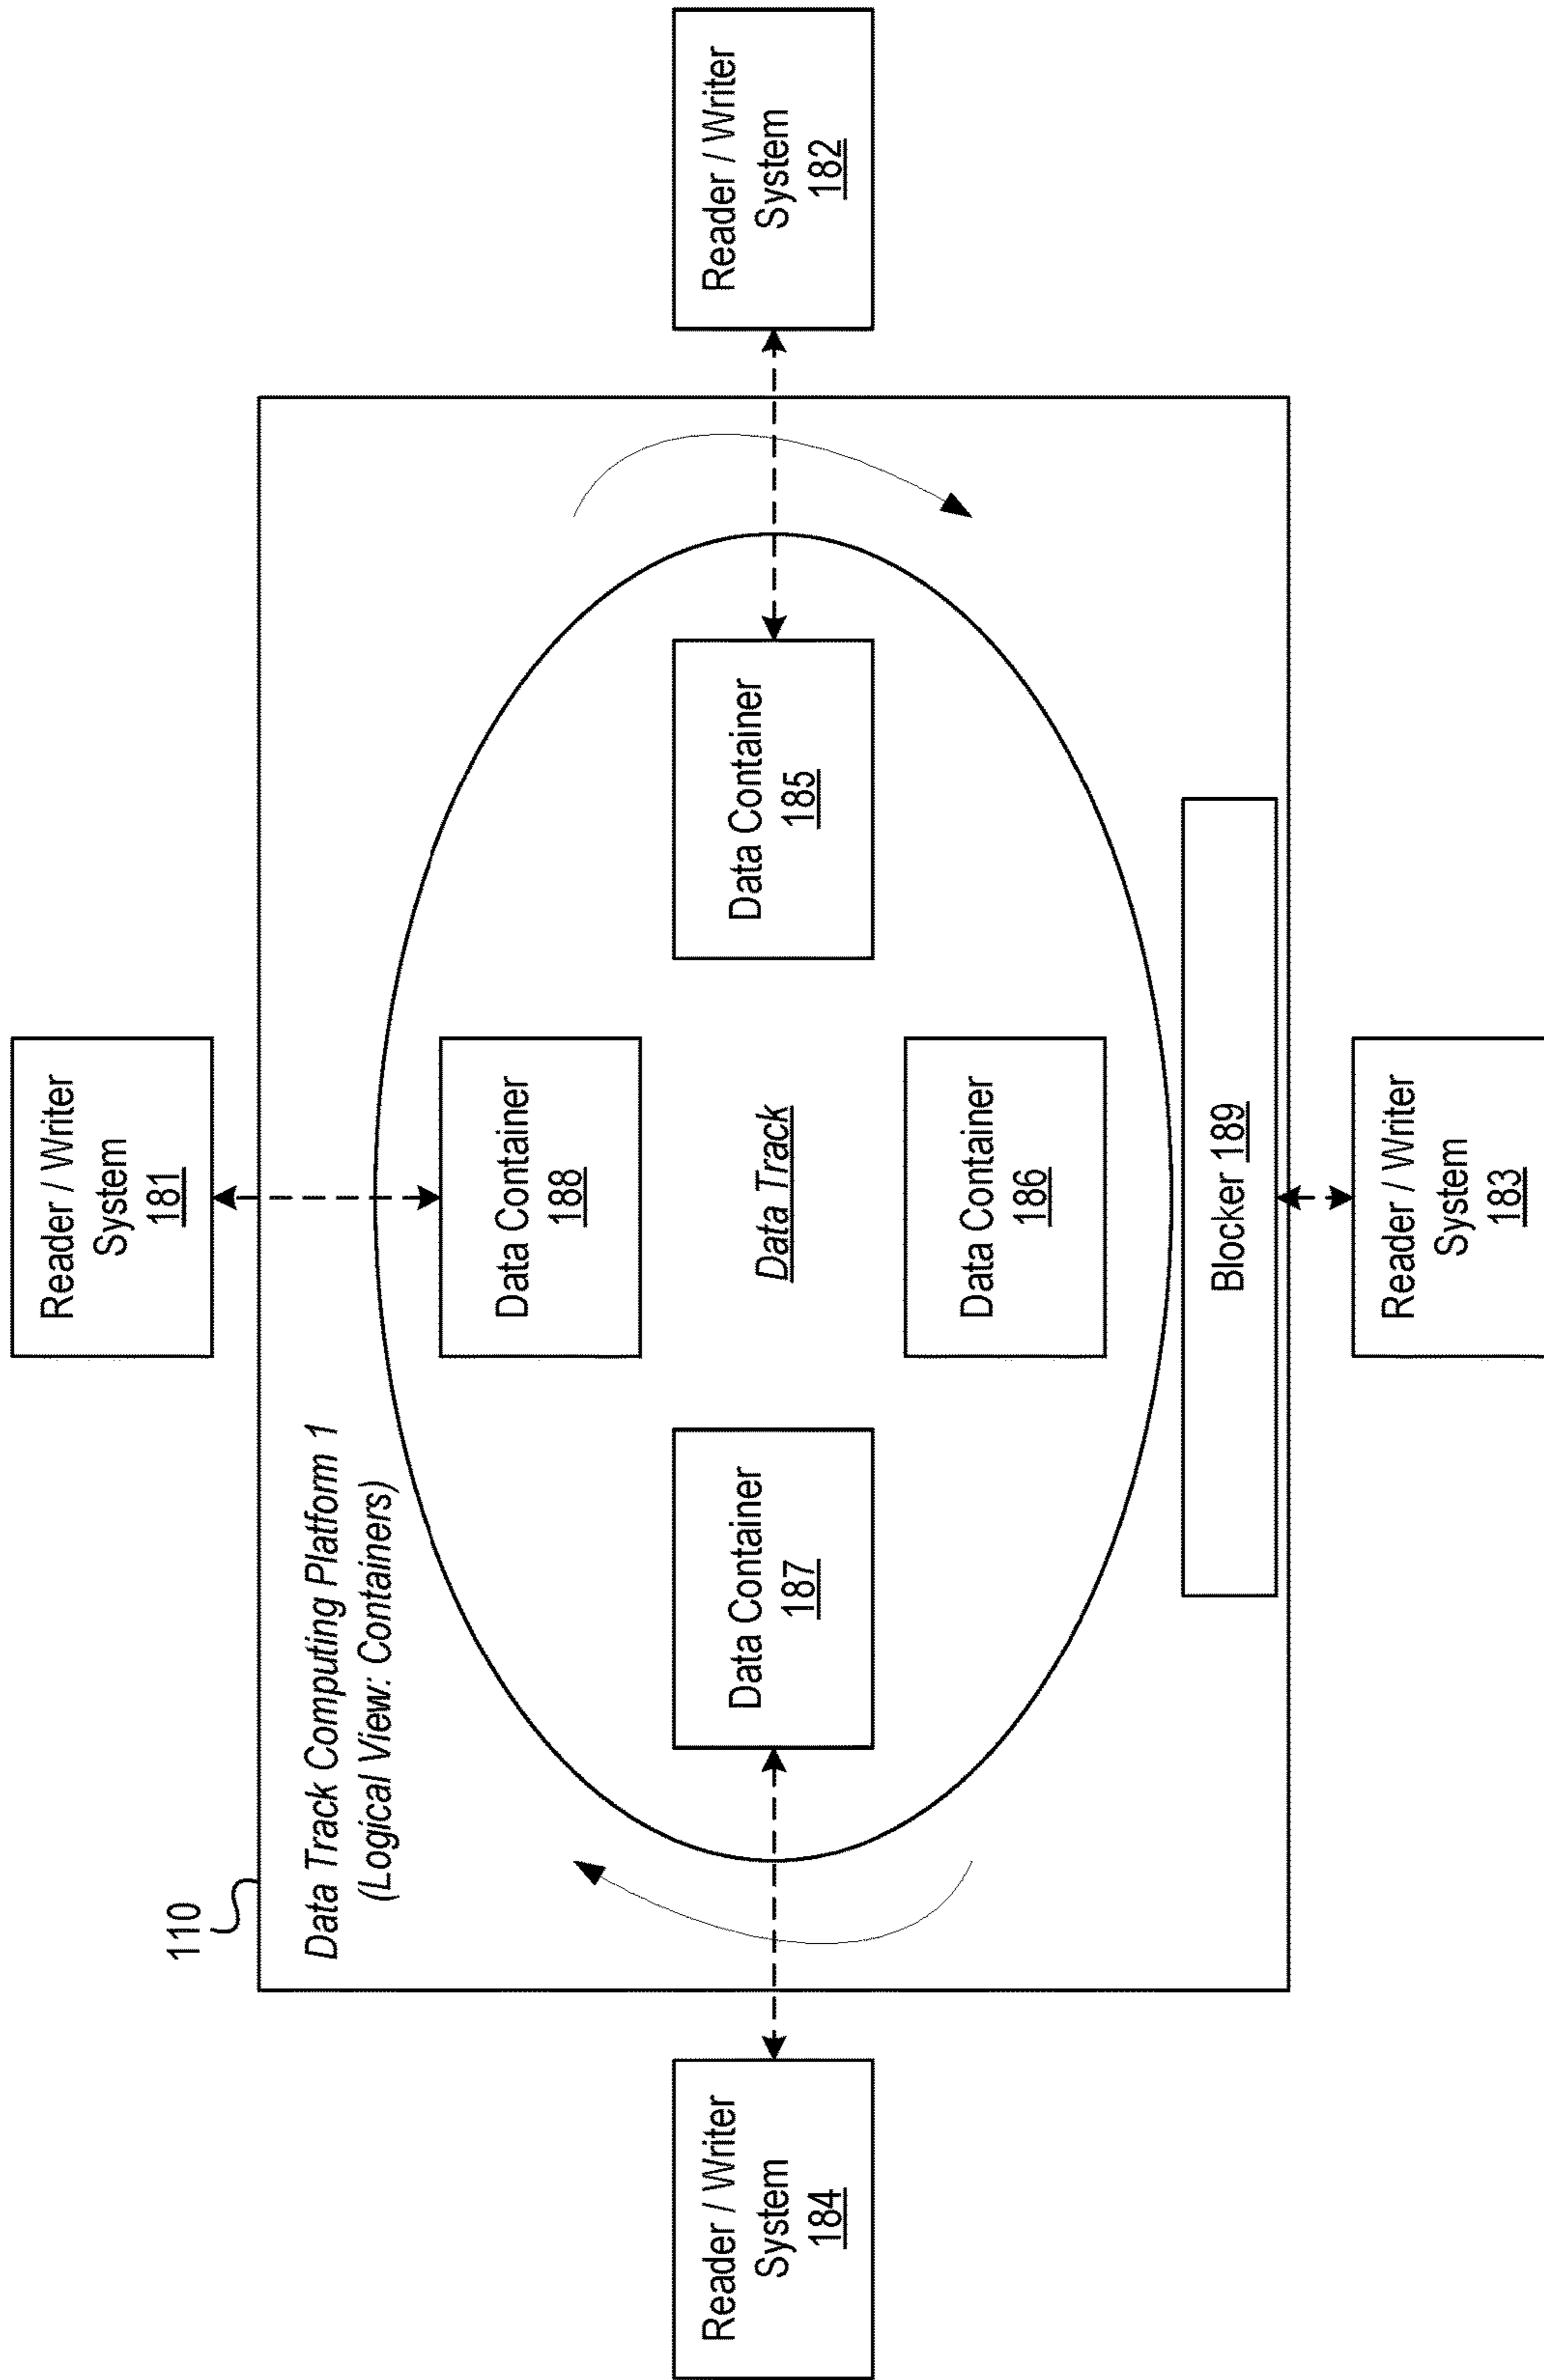 110
Data Track Computing Platform 1
(Logical View: Containers)
Reader / Writer
System
181
Data Container
188
Reader / Writer
System
184
Data Container
187
Data Track
Data Container
185
Reader / Writer
System
182
Data Container
186
Blocker 189
Reader / Writer
System
183